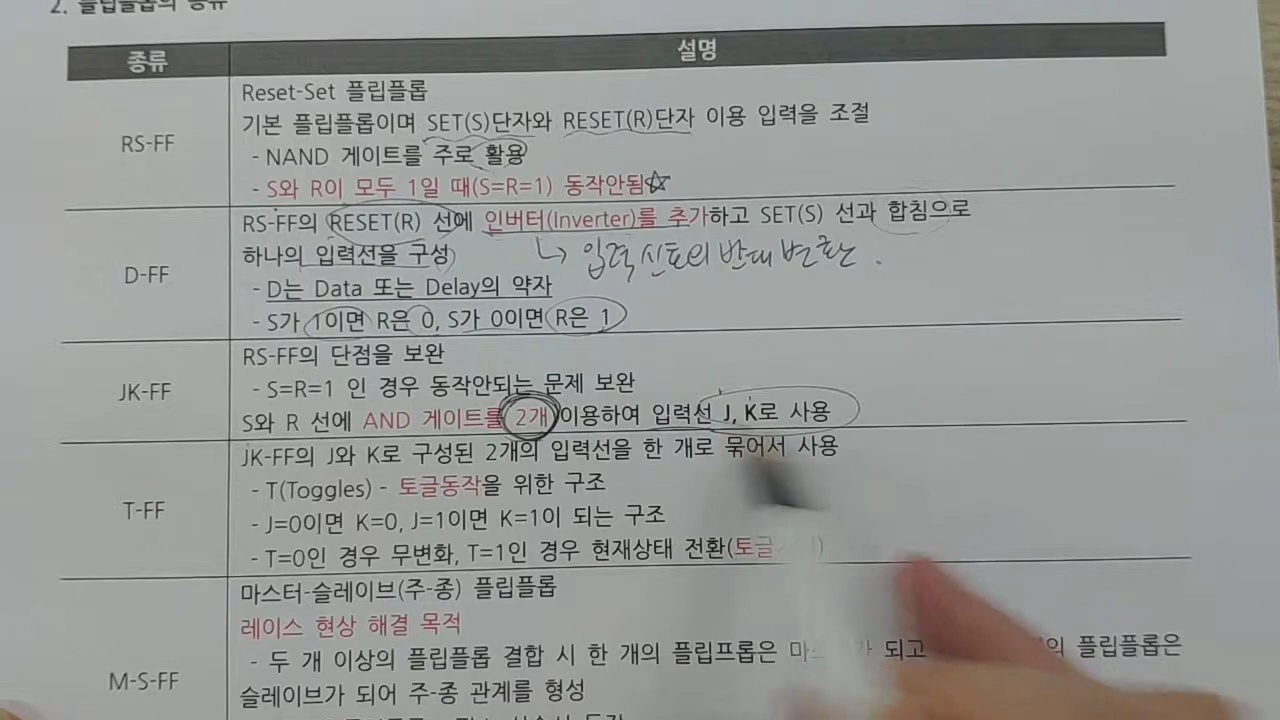 2. 플립플롭의 종류
종류 설명
RS-FF
Reset-Set 플립플롭
기본 플립플롭이며 SET(S)단자와 RESET(R)단자 이용 입력을 조절
- NAND 게이트를 주로 활용
- S와 R이 모두 1일 때(S=R=1) 동작안됨☆
D-FF
RS-FF의 RESET(R) 선에 인버터(Inverter)를 추가하고 SET(S) 선과 합침으로
하나의 입력선을 구성
↳ 입력신호의 반대 변환.
- D는 Data 또는 Delay의 약자
- S가 1이면 R은 0, S가 0이면 R은 1
JK-FF
RS-FF의 단점을 보완
- S=R=1 인 경우 동작안되는 문제 보완
S와 R 선에 AND 게이트를 2개 이용하여 입력선 J, K로 사용
T-FF
JK-FF의 J와 K로 구성된 2개의 입력선을 한 개로 묶어서 사용
- T(Toggles) - 토글동작을 위한 구조
- J=0이면 K=0, J=1이면 K=1이 되는 구조
- T=0인 경우 무변화, T=1인 경우 현재상태 전환(토글
M-S-FF
마스터-슬레이브(주-종) 플립플롭
레이스 현상 해결 목적
- 두 개 이상의 플립플롭 결합 시 한 개의 플립프롭은 되고 플립플롭은
슬레이브가 되어 주-종 관계를 형성